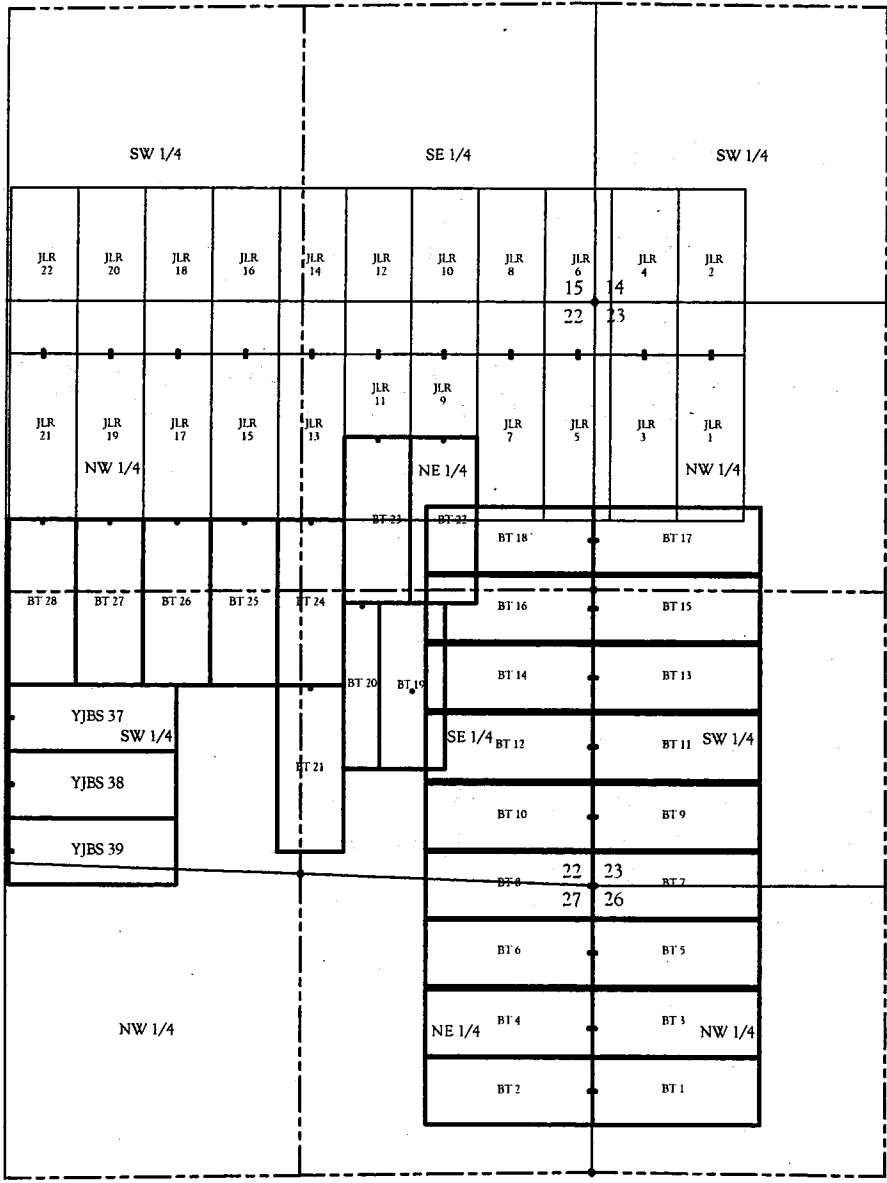 SW 1/4 SE 1/4 SW 1/4
JLR JLR JLR JLR JLR JLR JLR JLR JLR JLR JLR
22 20 18 16 14 12 10 8 6 4 2
15 14
22 23
JLR JLR
11 9
JLR JLR JLR JLR JLR JLR JLR JLR JLR
21 19 17 15 13 7 5 3 1
NW 1/4 NE 1/4 NW 1/4
BT 23 BT 22
BT 18 BT 17
BT 28 BT 27 BT 26 BT 25 BT 24 BT 16 BT 15
BT 20 BT 19 BT 14 BT 13
YJBS 37
SW 1/4 SE 1/4 BT 12 BT 11 SW 1/4
BT 21
YJBS 38
BT 10 BT 9
YJBS 39
22 23
BT 8 BT 7
27 26
BT 6 BT 5
BT 4 BT 3
NW 1/4 NE 1/4 NW 1/4
BT 2 BT 1